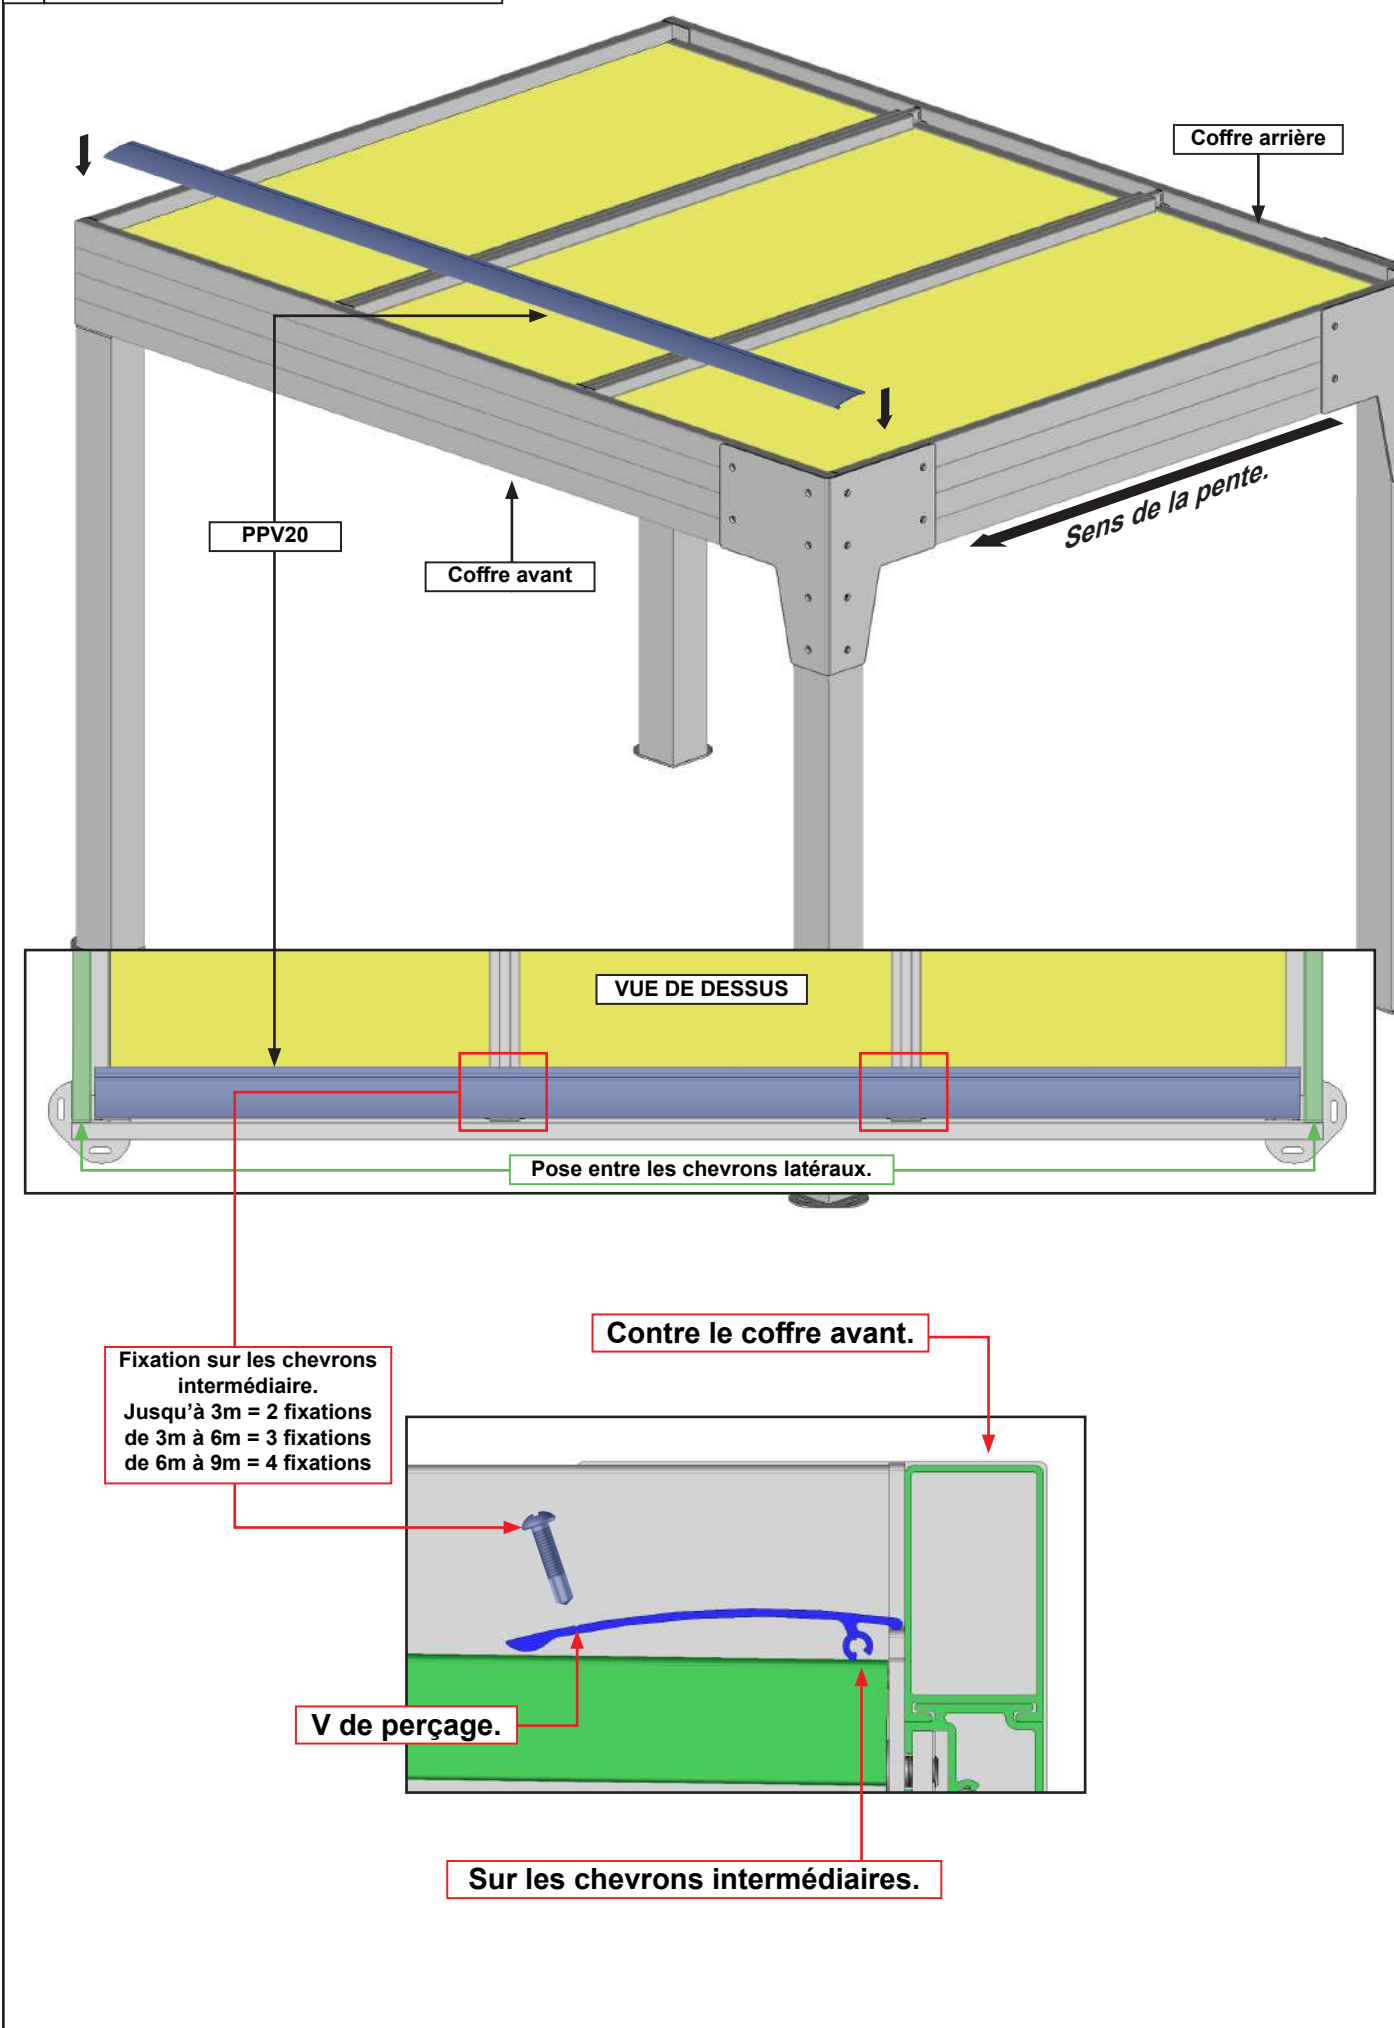 Coffre arrière
Sens de la pente.
PPV20
Coffre avant
VUE DE DESSUS
Pose entre les chevrons latéraux.
Contre le coffre avant.
Fixation sur les chevrons
intermédiaire.
Jusqu’à 3m = 2 fixations
de 3m à 6m = 3 fixations
de 6m à 9m = 4 fixations
V de perçage.
Sur les chevrons intermédiaires.